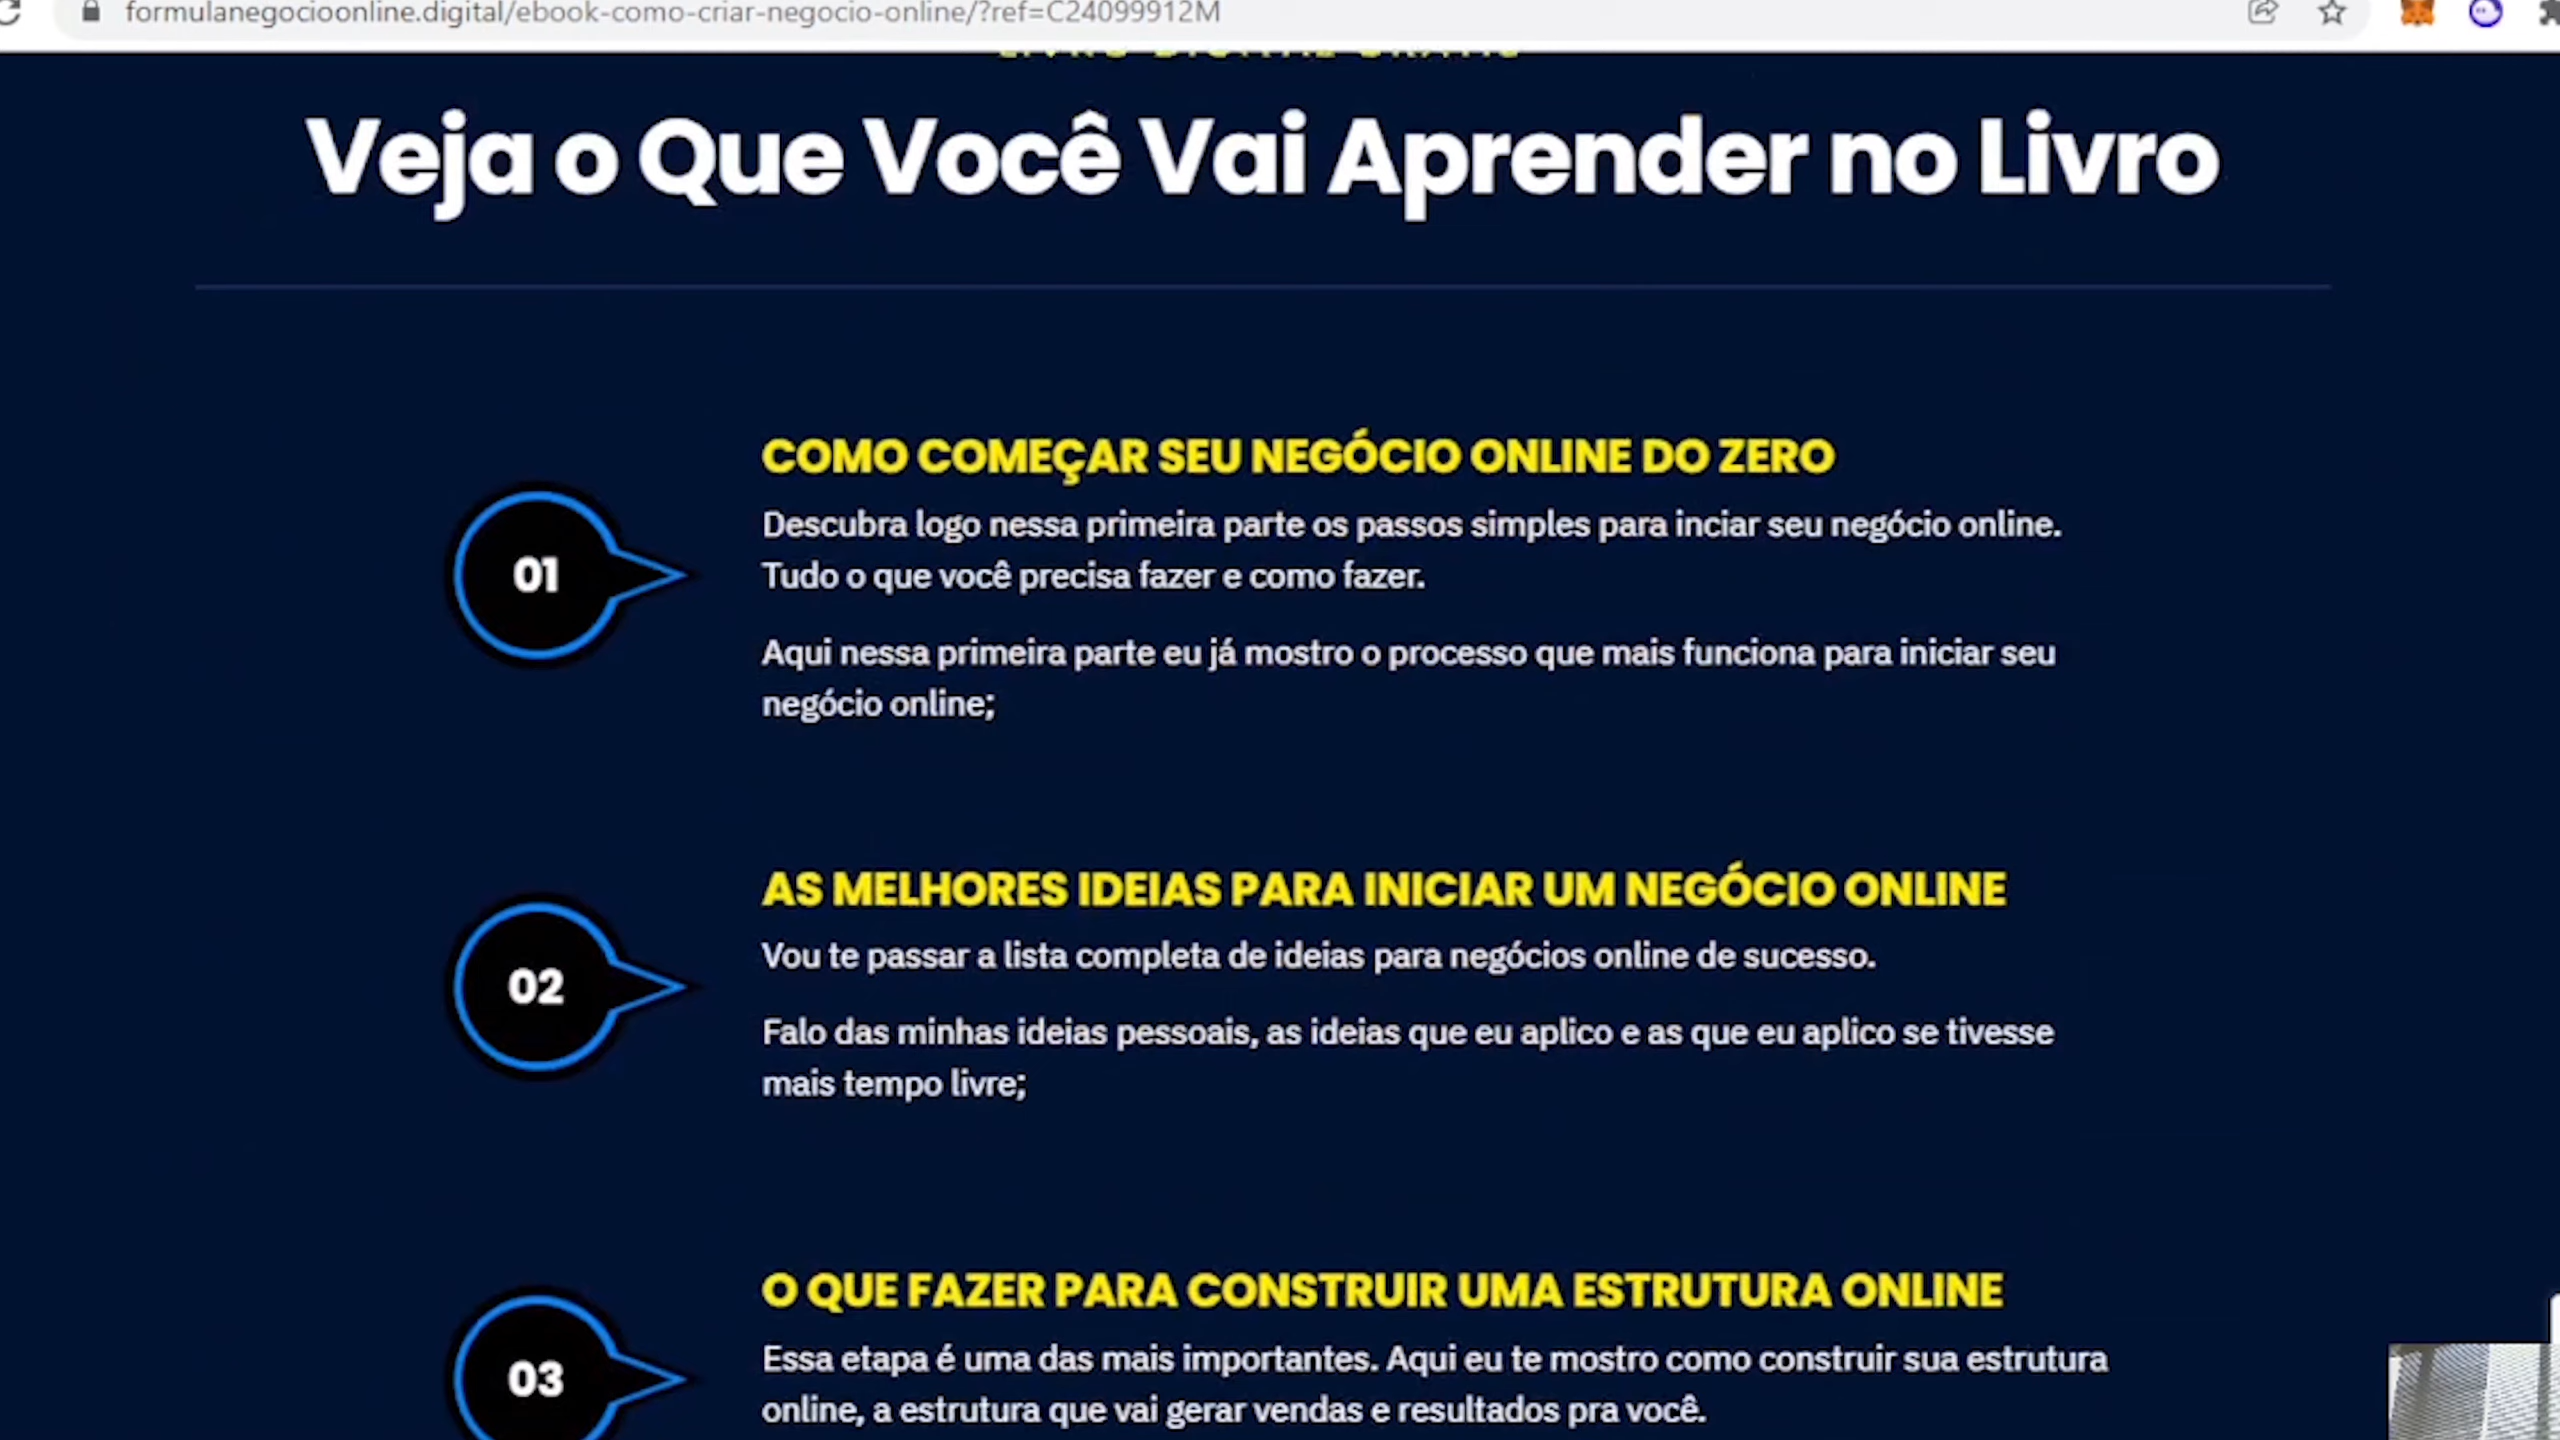 formulanegocioonline.digital/ebook-como-criar-negocio-online/?ref=C24099912M
LIVRO DIGITAL GRÁTIS
Veja o Que Você Vai Aprender no Livro
COMO COMEÇAR SEU NEGÓCIO ONLINE DO ZERO
01
Descubra logo nessa primeira parte os passos simples para inciar seu negócio online.
Tudo o que você precisa fazer e como fazer.
Aqui nessa primeira parte eu já mostro o processo que mais funciona para iniciar seu
negócio online;
AS MELHORES IDEIAS PARA INICIAR UM NEGÓCIO ONLINE
02
Vou te passar a lista completa de ideias para negócios online de sucesso.
Falo das minhas ideias pessoais, as ideias que eu aplico e as que eu aplico se tivesse
mais tempo livre;
O QUE FAZER PARA CONSTRUIR UMA ESTRUTURA ONLINE
03
Essa etapa é uma das mais importantes. Aqui eu te mostro como construir sua estrutura
online, a estrutura que vai gerar vendas e resultados pra você.